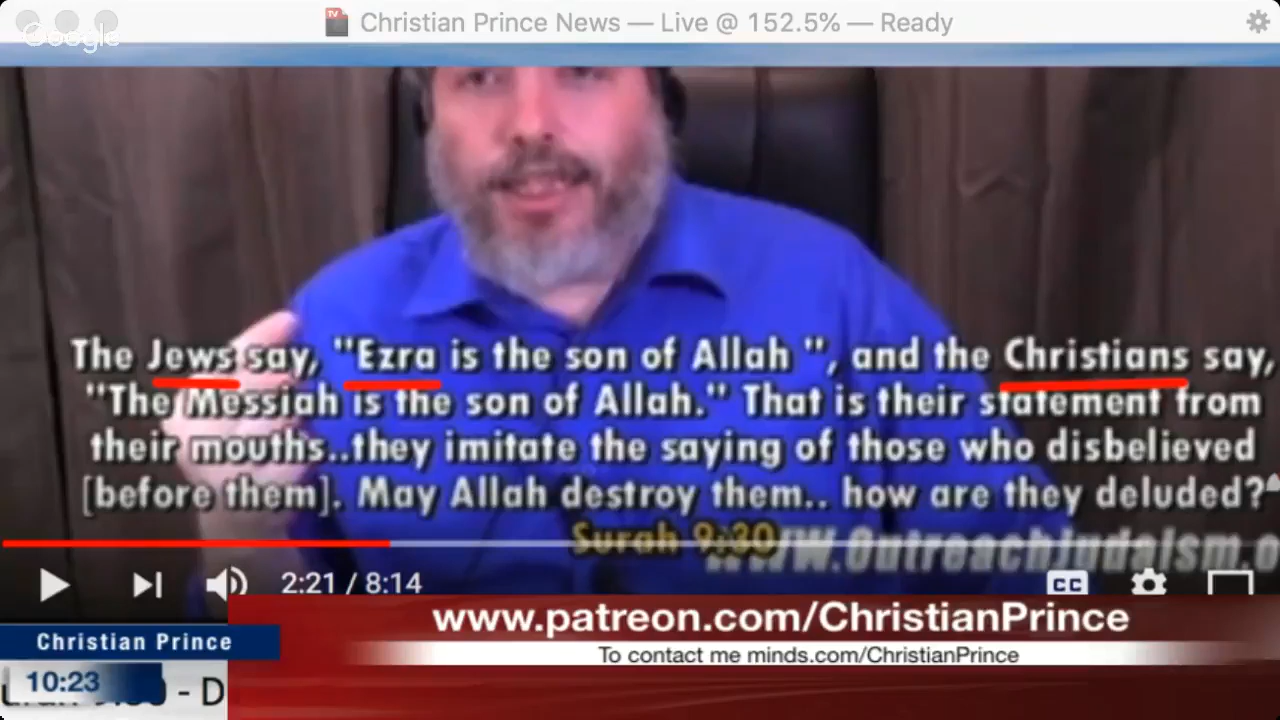 Christian Prince News — Live @ 152.5% — Ready
Google
The Jews say, "Ezra is the son of Allah ", and the Christians say,
"The Messiah is the son of Allah." That is their statement from
their mouths..they imitate the saying of those who disbelieved
[before them]. May Allah destroy them.. how are they deluded?"
Surah 9:30
WWW.OutreachJudaism.o
2:21 / 8:14
CC
www.patreon.com/ChristianPrince
Christian Prince
To contact me minds.com/ChristianPrince
10:23
- D